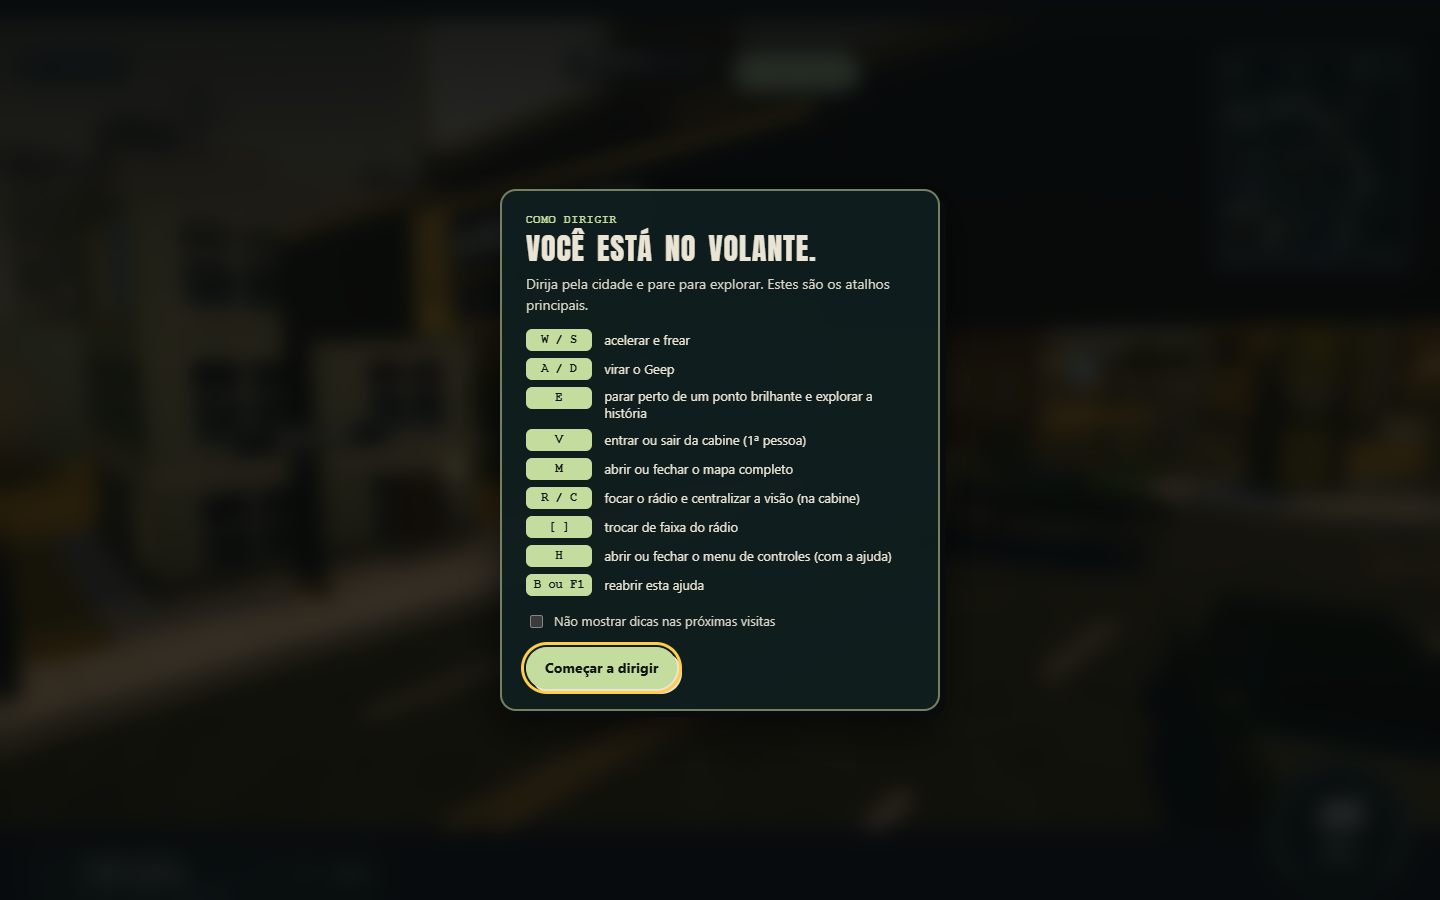 COMO DIRIGIR
VOCÊ ESTÁ NO VOLANTE.
Dirija pela cidade e pare para explorar. Estes são os atalhos
principais.
W / S acelerar e frear
A / D virar o Geep
E parar perto de um ponto brilhante e explorar a
história
V entrar ou sair da cabine (1ª pessoa)
M abrir ou fechar o mapa completo
R / C focar o rádio e centralizar a visão (na cabine)
[ ] trocar de faixa do rádio
H abrir ou fechar o menu de controles (com a ajuda)
B ou F1 reabrir esta ajuda
Não mostrar dicas nas próximas visitas
Começar a dirigir